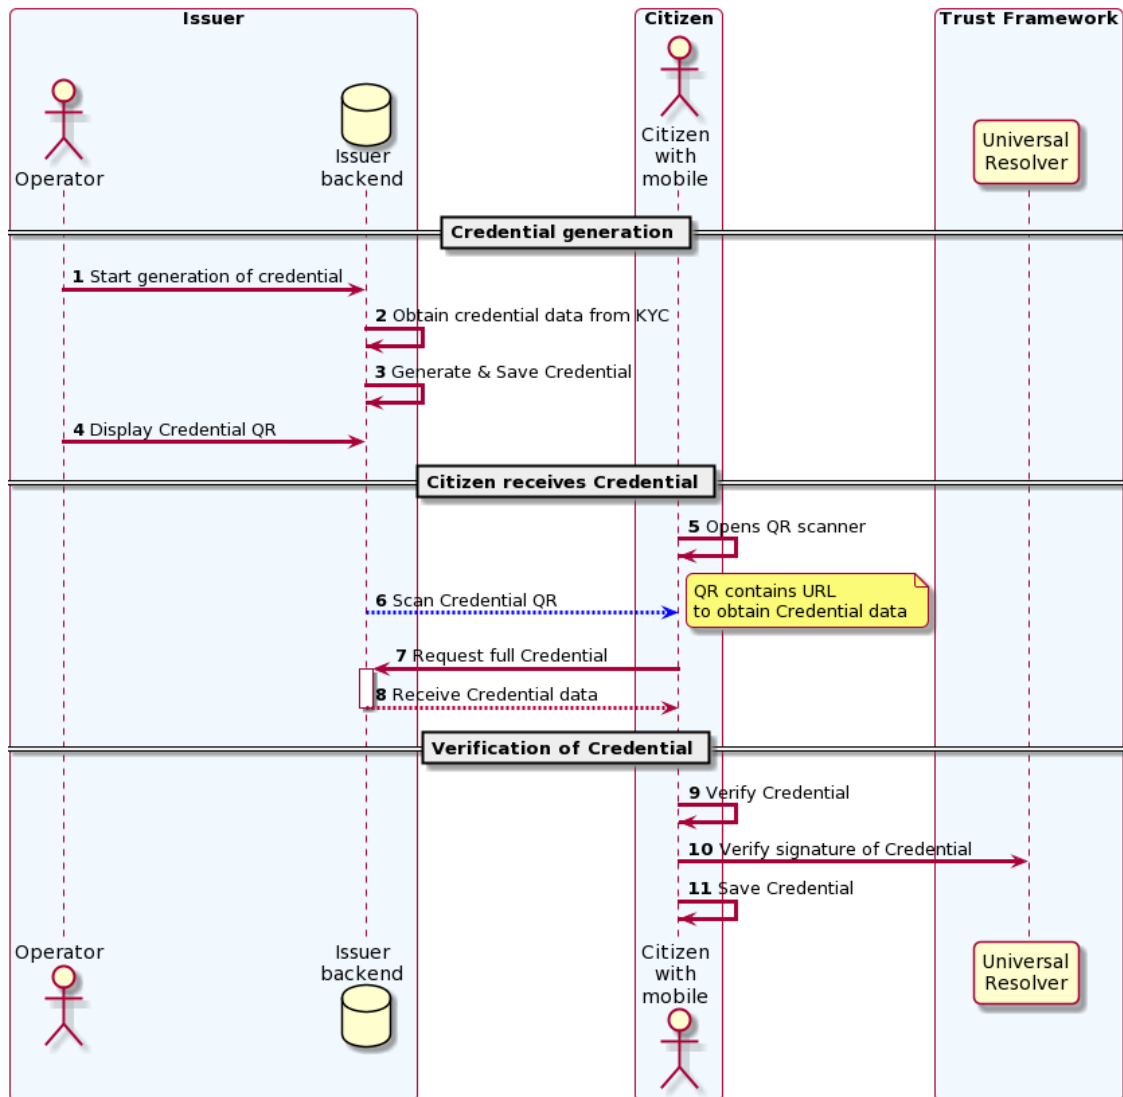 Issuer
Citizen
Trust Framework
Operator
Issuer
backend
Citizen
with
mobile
Universal
Resolver
Credential generation
1 Start generation of credential
2 Obtain credential data from KYC
3 Generate & Save Credential
4 Display Credential QR
Citizen receives Credential
5 Opens QR scanner
6 Scan Credential QR
QR contains URL
to obtain Credential data
7 Request full Credential
8 Receive Credential data
Verification of Credential
9 Verify Credential
10 Verify signature of Credential
11 Save Credential
Operator
Issuer
backend
Citizen
with
mobile
Universal
Resolver